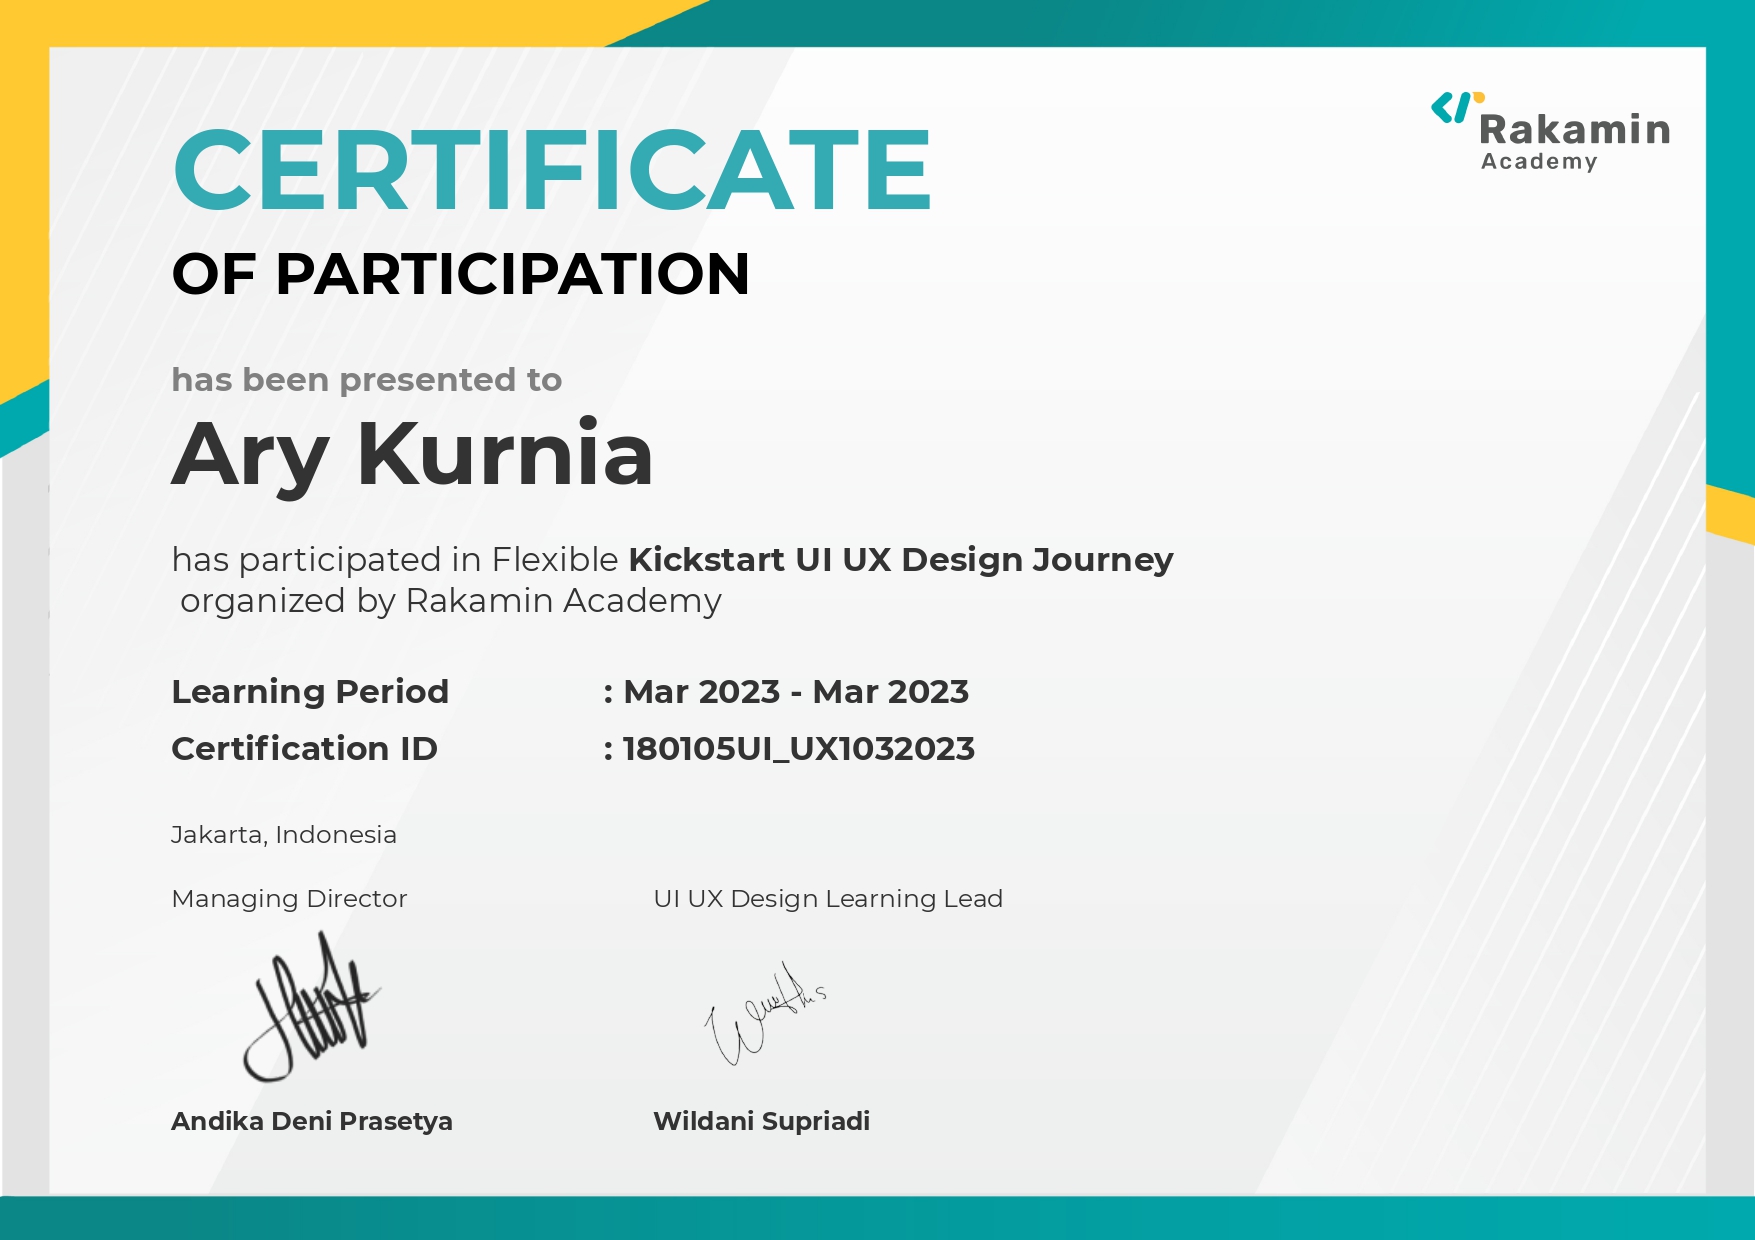 Rakamin
Academy
CERTIFICATE
OF PARTICIPATION
has been presented to
Ary Kurnia
has participated in Flexible Kickstart UI UX Design Journey
organized by Rakamin Academy
Learning Period : Mar 2023 - Mar 2023
Certification ID : 180105UI_UX1032023
Jakarta, Indonesia
Managing Director UI UX Design Learning Lead
Andika Deni Prasetya Wildani Supriadi